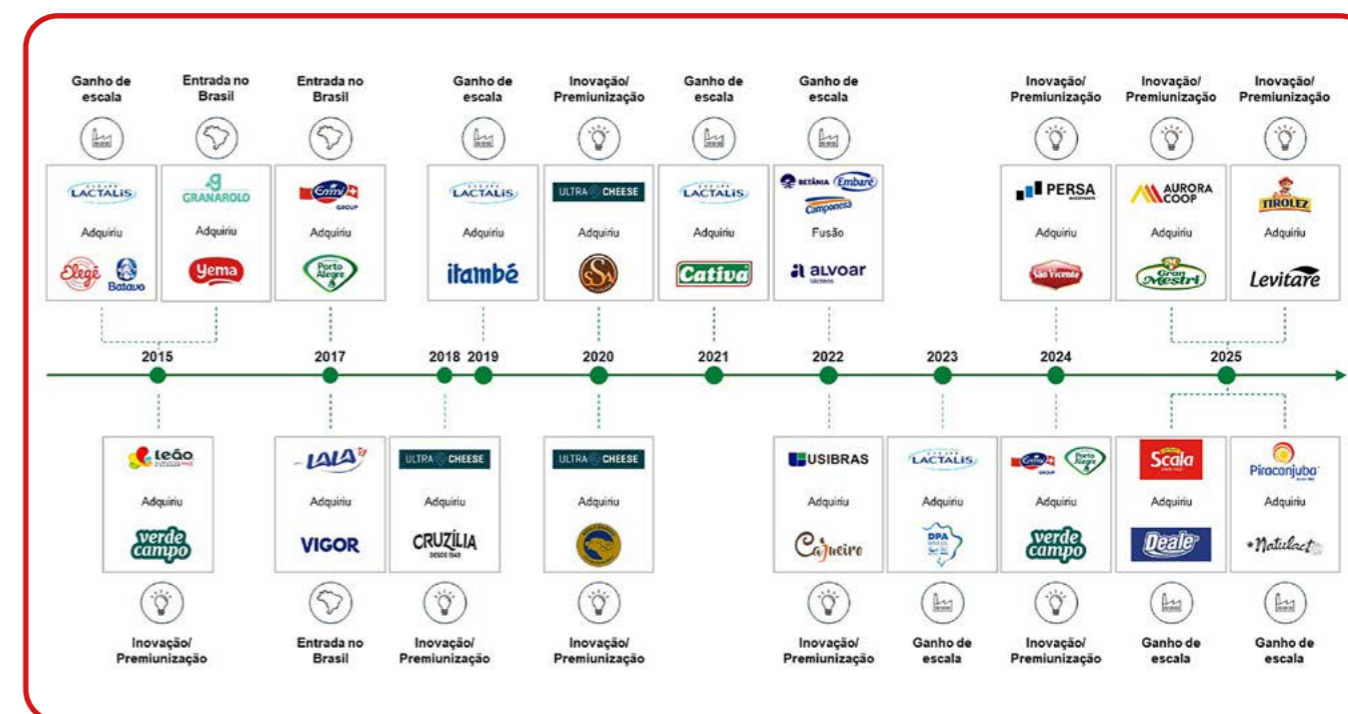 Ganho de
escala
Entrada no
Brasil
Entrada no
Brasil
Ganho de
escala
Inovação/
Premiunização
Ganho de
escala
Ganho de
escala
Inovação/
Premiunização
Inovação/
Premiunização
Inovação/
Premiunização
LACTALIS
Adquiriu
Elegê
Batavo
GRANAROLO
Adquiriu
Yema
Emmi
GROUP
Adquiriu
Porto
Alegre
LACTALIS
Adquiriu
itambé
ULTRA CHEESE
Adquiriu
LACTALIS
Adquiriu
Cativa
BETÂNIA
Embaré
Camponesa
Fusão
alvoar
lácteos
PERSA
Adquiriu
São Vicente
AURORA
COOP
Adquiriu
Gran
Mestri
TIROLEZ
Adquiriu
Levitare
2015
2017
2018
2019
2020
2021
2022
2023
2024
2025
Leão
Adquiriu
verde
campo
LALA
Adquiriu
VIGOR
ULTRA CHEESE
Adquiriu
CRUZÍLIA
DESDE 1948
ULTRA CHEESE
Adquiriu
USIBRAS
Adquiriu
Cajueiro
LACTALIS
Adquiriu
DPA
Emmi
GROUP
Porto
Alegre
Adquiriu
verde
campo
Scala
Adquiriu
Deale
Piracanjuba
Adquiriu
Natulact
Inovação/
Premiunização
Entrada no
Brasil
Inovação/
Premiunização
Inovação/
Premiunização
Inovação/
Premiunização
Ganho de
escala
Inovação/
Premiunização
Ganho de
escala
Ganho de
escala